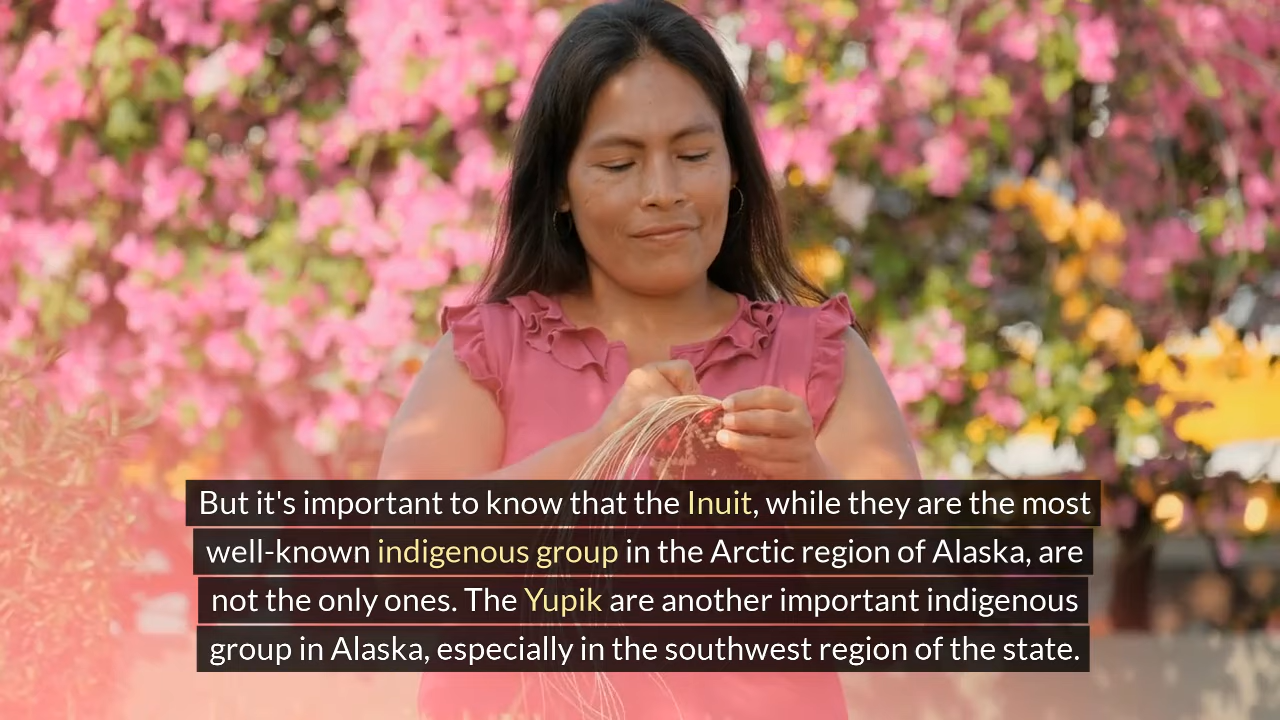 But it's important to know that the Inuit, while they are the most
well-known indigenous group in the Arctic region of Alaska, are
not the only ones. The Yupik are another important indigenous
group in Alaska, especially in the southwest region of the state.